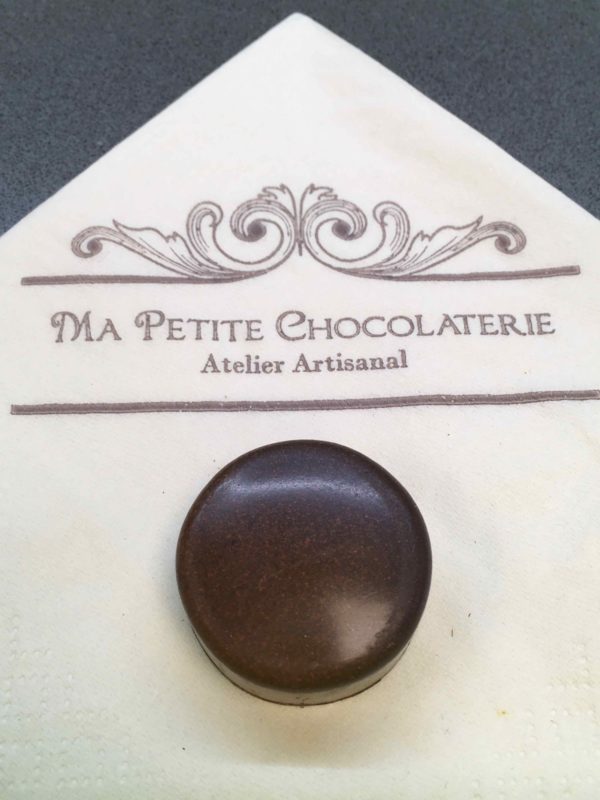 Ma Petite Chocolaterie
Atelier Artisanal